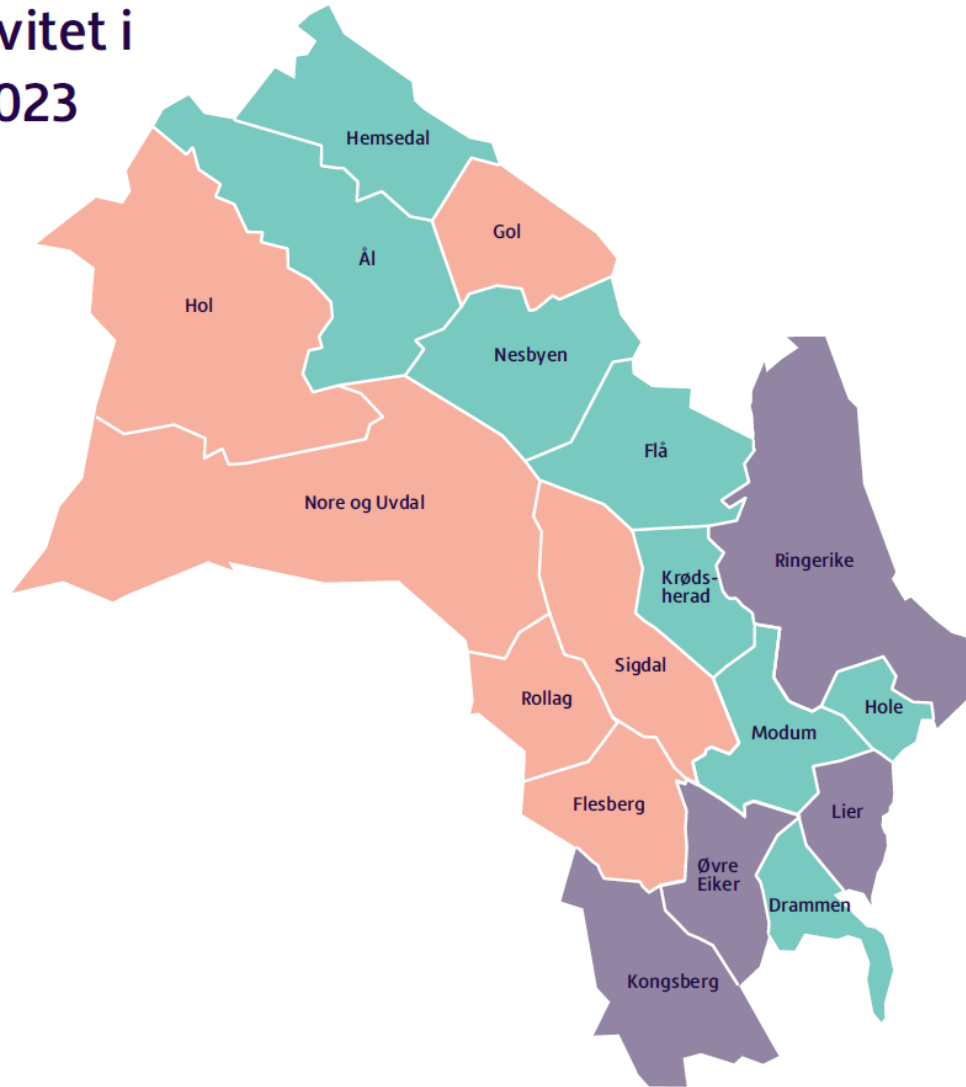 vitet i
023
Hemsedal
Gol
Ål
Hol
Nesbyen
Flå
Nore og Uvdal
Ringerike
Krøds-
herad
Sigdal
Rollag
Hole
Modum
Flesberg
Lier
Øvre
Eiker
Drammen
Kongsberg